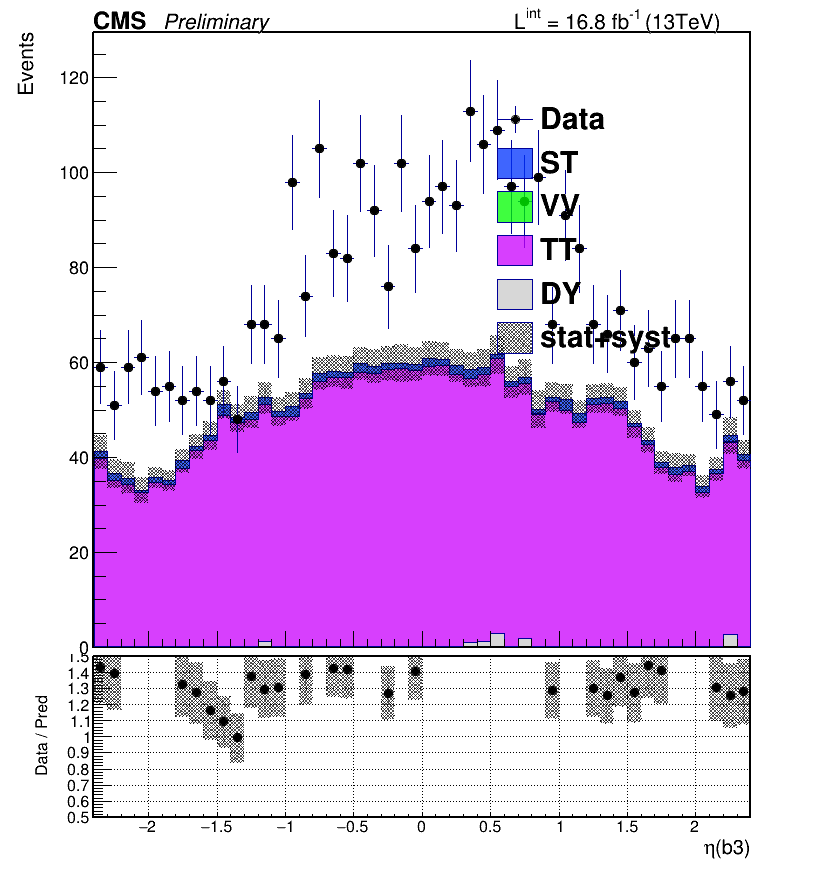 CMS Preliminary L^int = 16.8 fb^-1 (13TeV)
Events
120
100
80
60
40
20
0
Data
ST
VV
TT
DY
stat+syst
1.5
1.4
1.3
1.2
1.1
1
0.9
0.8
0.7
0.6
0.5
Data / Pred
−2 −1.5 −1 −0.5 0 0.5 1 1.5 2
η(b3)